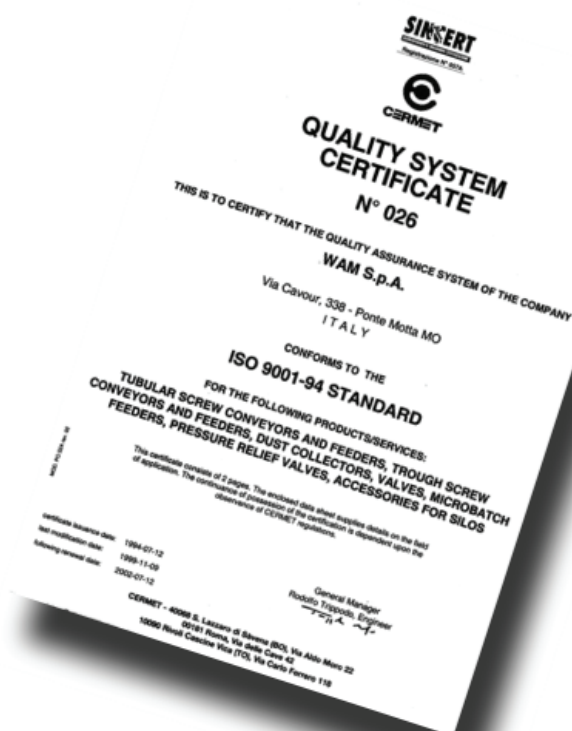 SINCERT
Registrazione N° 007A
CERMET
QUALITY SYSTEM
CERTIFICATE
N° 026
THIS IS TO CERTIFY THAT THE QUALITY ASSURANCE SYSTEM OF THE COMPANY
WAM S.p.A.
Via Cavour, 338 - Ponte Motta MO
ITALY
CONFORMS TO THE
ISO 9001-94 STANDARD
FOR THE FOLLOWING PRODUCTS/SERVICES:
TUBULAR SCREW CONVEYORS AND FEEDERS, TROUGH SCREW
CONVEYORS AND FEEDERS, DUST COLLECTORS, VALVES, MICROBATCH
FEEDERS, PRESSURE RELIEF VALVES, ACCESSORIES FOR SILOS
This certificate consists of 2 pages. The enclosed data sheet supplies details on the field
of application. The continuance of possession of the certification is dependent upon the
observance of CERMET regulations.
certificate issuance date: 1994-07-12
last modification date: 1999-11-09
following renewal date: 2002-07-12
General Manager
Rodolfo Trippodo, Engineer
CERMET - 40068 S. Lazzaro di Savena (BO), Via Aldo Moro 22
00191 Roma, Via delle Cave 42
10090 Rivoli Cascine Vica (TO), Via Carlo Ferrero 118